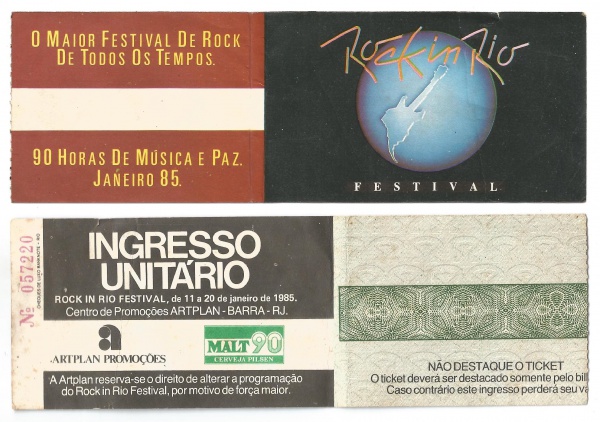 O MAIOR FESTIVAL DE ROCK
DE TODOS OS TEMPOS.
90 HORAS DE MÚSICA E PAZ.
JANEIRO 85.
Rock in Rio
FESTIVAL
Nº 057220
INGRESSO
UNITÁRIO
ROCK IN RIO FESTIVAL, de 11 a 20 de janeiro de 1985.
Centro de Promoções ARTPLAN - BARRA - RJ.
a
ARTPLAN PROMOÇÕES
MALT 90
CERVEJA PILSEN
A Artplan reserva-se o direito de alterar a programação
do Rock in Rio Festival, por motivo de força maior.
NÃO DESTAQUE O TICKET
O ticket deverá ser destacado somente pelo bil
Caso contrário este ingresso perderá seu va